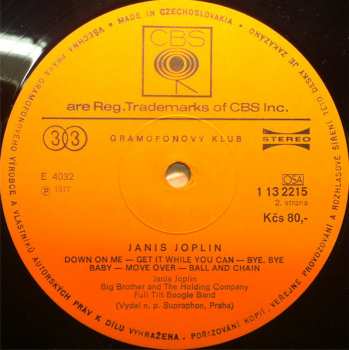 MADE IN CZECHOSLOVAKIA
VŠECHNA PRÁVA GRAMOFONOVÉHO VÝROBCE A VLASTNÍKŮ AUTORSKÝCH PRÁV K DÍLU VYHRAŽENA. POŘIZOVÁNÍ KOPIÍ, VEŘEJNÉ PROVOZOVÁNÍ A ROZHLASOVÉ ŠÍŘENÍ TÉTO DESKY JE ZAKÁZÁNO
CBS
are Reg. Trademarks of CBS Inc.
33
GRAMOFONOVÝ KLUB
STEREO
E 4032
OSA
Ⓟ 1977
1 13 2215
2. strana
Kčs 80,-
JANIS JOPLIN
DOWN ON ME — GET IT WHILE YOU CAN — BYE, BYE
BABY — MOVE OVER — BALL AND CHAIN
Janis Joplin
Big Brother and The Holding Company
Full Tilt Boogie Band
(Vydal n. p. Supraphon, Praha)